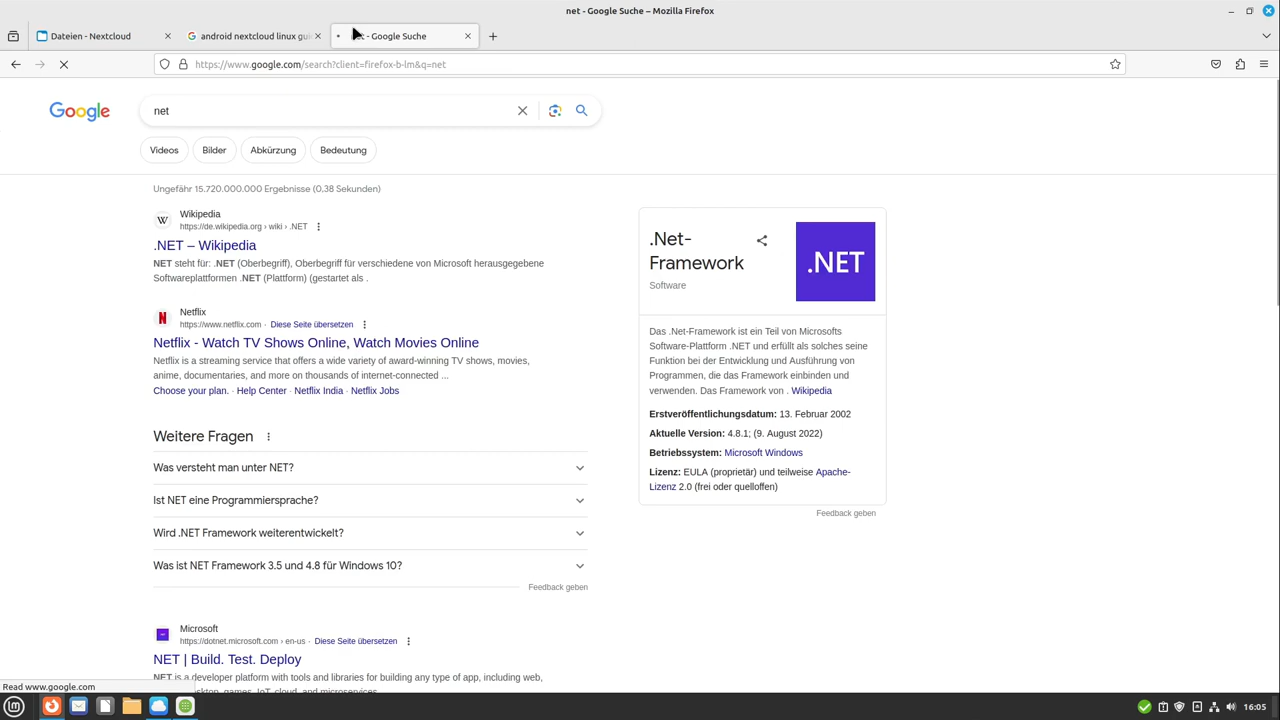 net - Google Suche – Mozilla Firefox
Dateien - Nextcloud
android nextcloud linux gui
- Google Suche
https://www.google.com/search?client=firefox-b-lm&q=net
Google
net
Videos
Bilder
Abkürzung
Bedeutung
Ungefähr 15.720.000.000 Ergebnisse (0,38 Sekunden)
W
Wikipedia
https://de.wikipedia.org › wiki › .NET
.NET – Wikipedia
NET steht für: .NET (Oberbegriff), Oberbegriff für verschiedene von Microsoft herausgegebene
Softwareplattformen .NET (Plattform) (gestartet als .
N
Netflix
https://www.netflix.com · Diese Seite übersetzen
Netflix - Watch TV Shows Online, Watch Movies Online
Netflix is a streaming service that offers a wide variety of award-winning TV shows, movies,
anime, documentaries, and more on thousands of internet-connected ...
Choose your plan. · Help Center · Netflix India · Netflix Jobs
Weitere Fragen
Was versteht man unter NET?
Ist NET eine Programmiersprache?
Wird .NET Framework weiterentwickelt?
Was ist NET Framework 3.5 und 4.8 für Windows 10?
Feedback geben
Microsoft
https://dotnet.microsoft.com › en-us · Diese Seite übersetzen
NET | Build. Test. Deploy
NET is a developer platform with tools and libraries for building any type of app, including web,
desktop, games, IoT, cloud, and microservices.
.Net-
Framework
Software
.NET
Das .Net-Framework ist ein Teil von Microsofts
Software-Plattform .NET und erfüllt als solches seine
Funktion bei der Entwicklung und Ausführung von
Programmen, die das Framework einbinden und
verwenden. Das Framework von . Wikipedia
Erstveröffentlichungsdatum: 13. Februar 2002
Aktuelle Version: 4.8.1; (9. August 2022)
Betriebssystem: Microsoft Windows
Lizenz: EULA (proprietär) und teilweise Apache-
Lizenz 2.0 (frei oder quelloffen)
Feedback geben
Read www.google.com
16:05